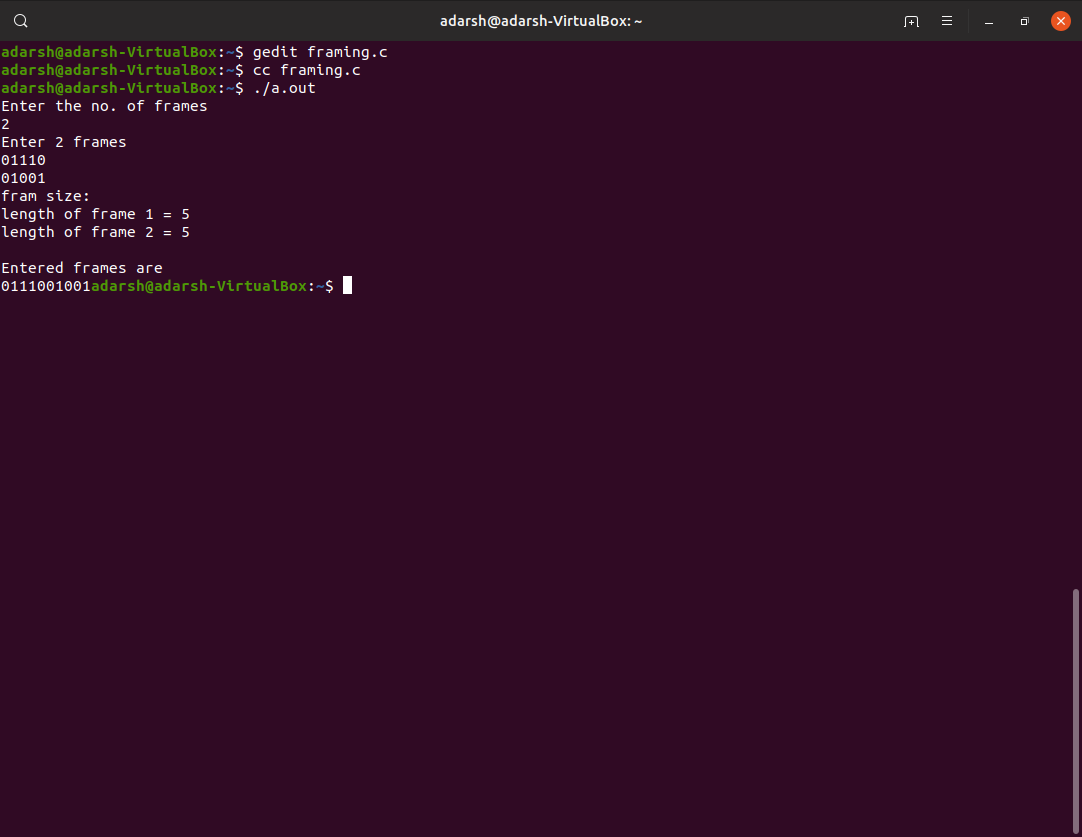 adarsh@adarsh-VirtualBox: ~
adarsh@adarsh-VirtualBox:~$ gedit framing.c
adarsh@adarsh-VirtualBox:~$ cc framing.c
adarsh@adarsh-VirtualBox:~$ ./a.out
Enter the no. of frames
2
Enter 2 frames
01110
01001
fram size:
length of frame 1 = 5
length of frame 2 = 5
Entered frames are
0111001001adarsh@adarsh-VirtualBox:~$